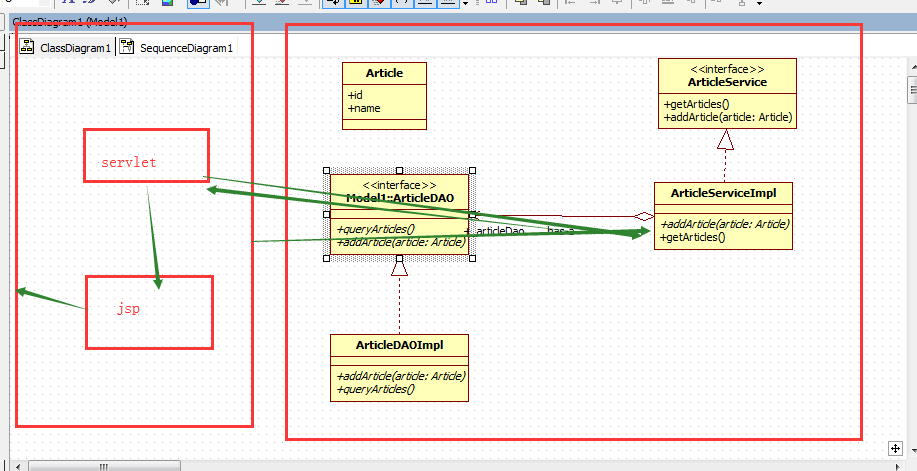 ClassDiagram1 (Model1)
ClassDiagram1
SequenceDiagram1
servlet
jsp
Article
+id
+name
<<interface>>
ArticleService
+getArticles()
+addArticle(article: Article)
<<interface>>
Model1::ArticleDAO
+queryArticles()
+addArticle(article: Article)
+ articleDao
has-a
ArticleServiceImpl
+addArticle(article: Article)
+getArticles()
ArticleDAOImpl
+addArticle(article: Article)
+queryArticles()